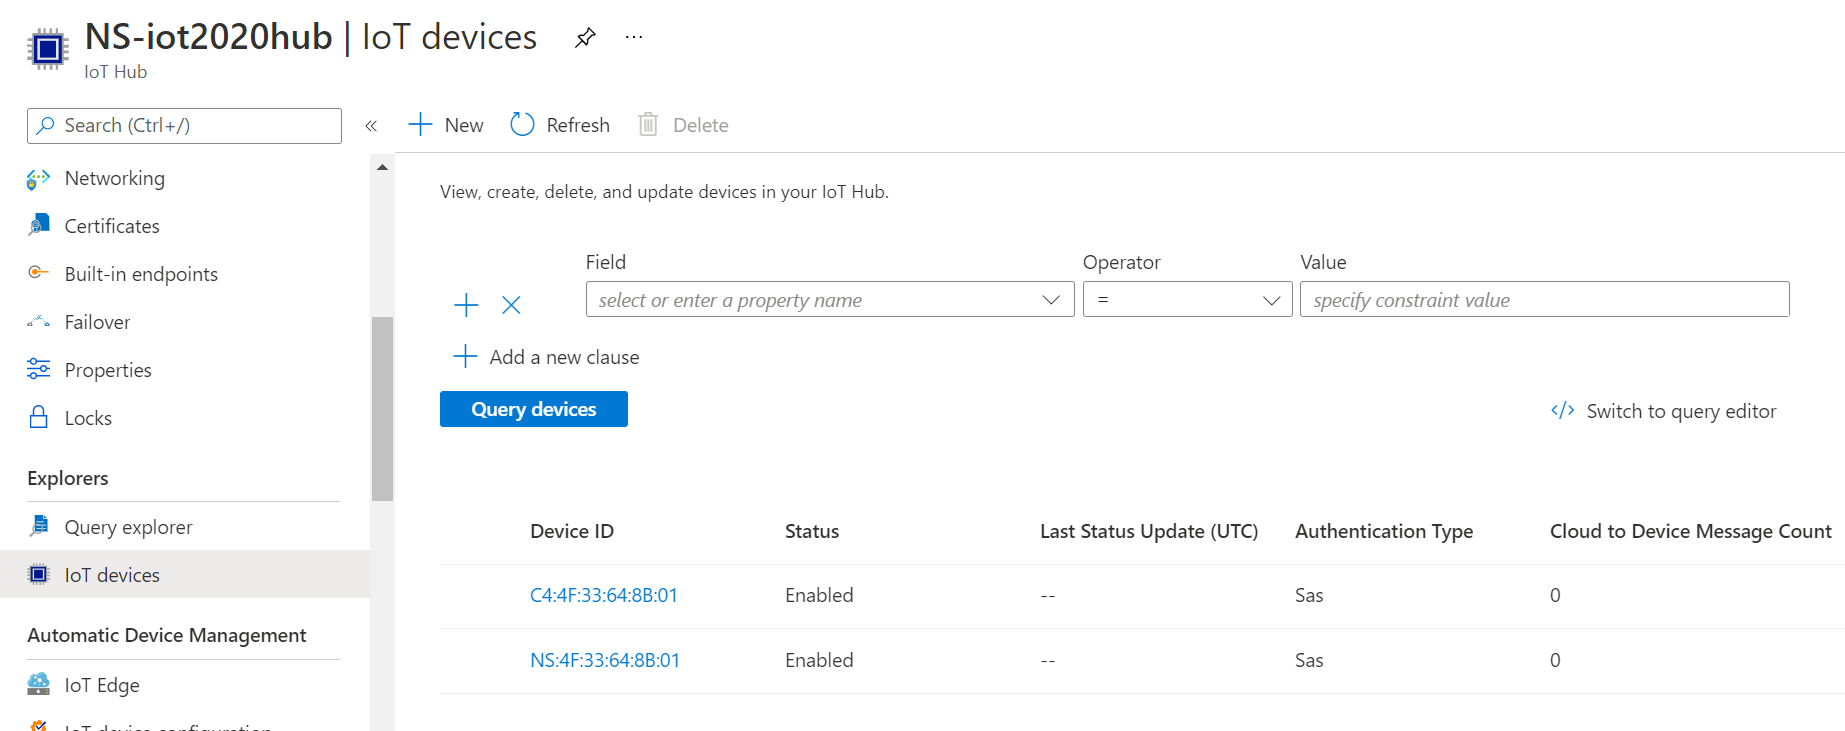 NS-iot2020hub | IoT devices ...
IoT Hub
Search (Ctrl+/)
«
New
Refresh
Delete
Networking
Certificates
Built-in endpoints
Failover
Properties
Locks
Explorers
Query explorer
IoT devices
Automatic Device Management
IoT Edge
IoT device configuration
View, create, delete, and update devices in your IoT Hub.
Field Operator Value
select or enter a property name = specify constraint value
Add a new clause
Query devices
</> Switch to query editor
Device ID Status Last Status Update (UTC) Authentication Type Cloud to Device Message Count
C4:4F:33:64:8B:01 Enabled -- Sas 0
NS:4F:33:64:8B:01 Enabled -- Sas 0